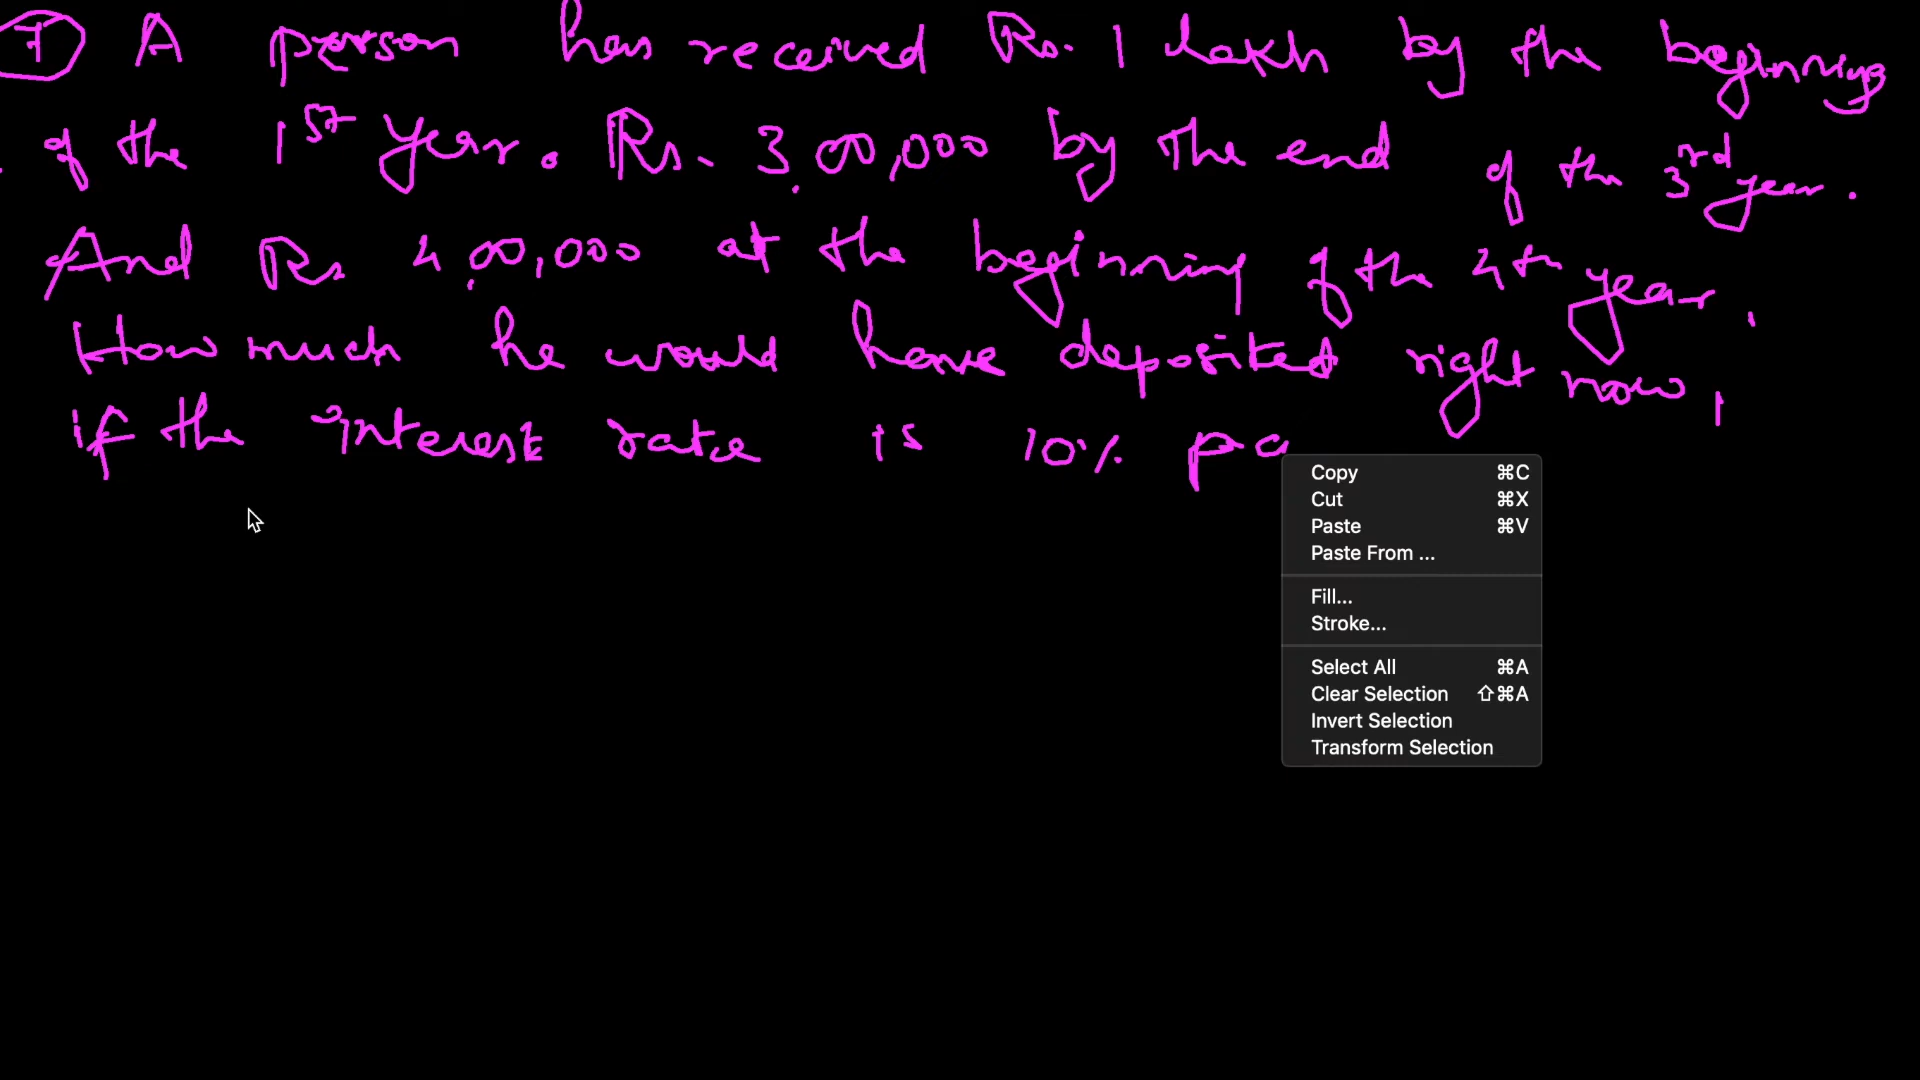 7 A person has received Rs. 1 Lakh by the beginning
of the 1st year. Rs. 3,00,000 by the end of the 3rd year.
And Rs 4,00,000 at the beginning of the 4th year.
How much he would have deposited right now,
if the interest rate is 10% pa
Copy ⌘C
Cut ⌘X
Paste ⌘V
Paste From ...
Fill...
Stroke...
Select All ⌘A
Clear Selection ⇧⌘A
Invert Selection
Transform Selection